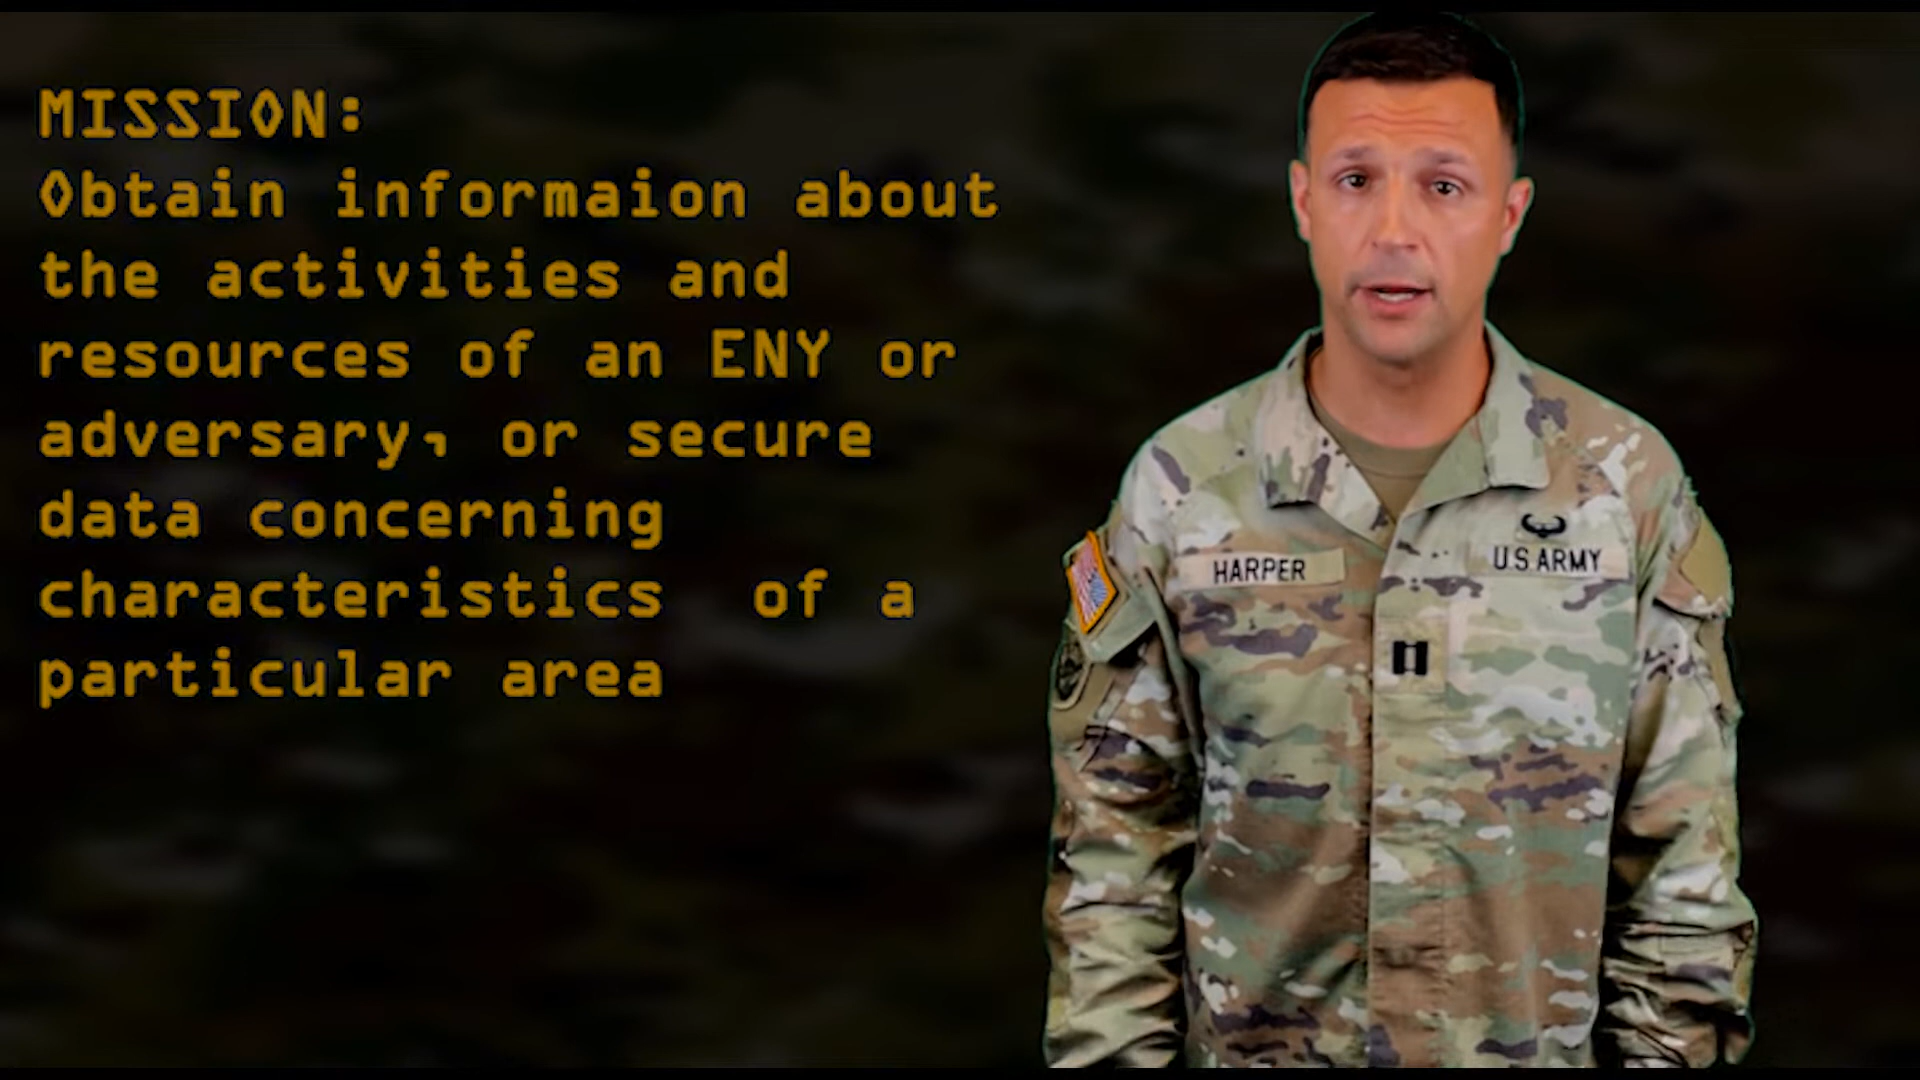 MISSION:
Obtain informaion about
the activities and
resources of an ENY or
adversary, or secure
data concerning
characteristics  of a
particular area
HARPER
U.S ARMY